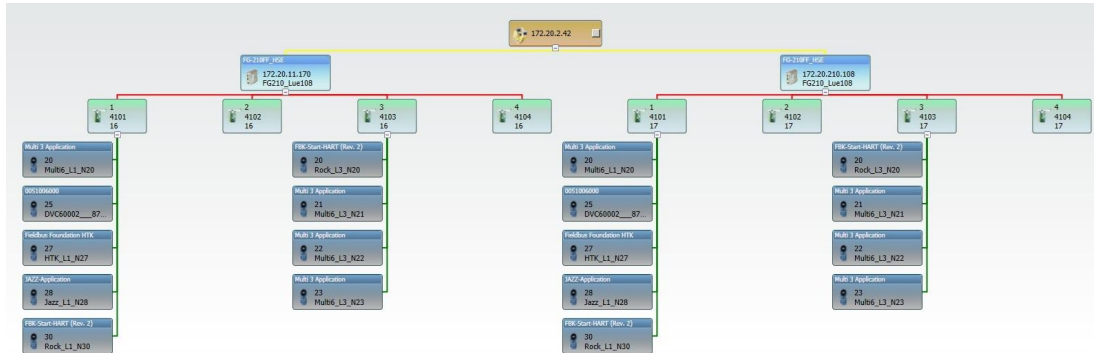 172.20.2.42
FG-210FF_HSE
172.20.11.170
FG210_Lue108
FG-210FF_HSE
172.20.210.108
FG210_Lue108
1
4101
16
2
4102
16
3
4103
16
4
4104
16
1
4101
17
2
4102
17
3
4103
17
4
4104
17
Multi 3 Application
20
Multi6_L1_N20
0051006000
25
DVC60002___87...
Fieldbus Foundation HTK
27
HTK_L1_N27
JAZZ-Application
28
Jazz_L1_N28
FBK-Start-HART (Rev. 2)
30
Rock_L1_N30
FBK-Start-HART (Rev. 2)
20
Rock_L3_N20
Multi 3 Application
21
Multi6_L3_N21
Multi 3 Application
22
Multi6_L3_N22
Multi 3 Application
23
Multi6_L3_N23
Multi 3 Application
20
Multi6_L1_N20
0051006000
25
DVC60002___87...
Fieldbus Foundation HTK
27
HTK_L1_N27
JAZZ-Application
28
Jazz_L1_N28
FBK-Start-HART (Rev. 2)
30
Rock_L1_N30
FBK-Start-HART (Rev. 2)
20
Rock_L3_N20
Multi 3 Application
21
Multi6_L3_N21
Multi 3 Application
22
Multi6_L3_N22
Multi 3 Application
23
Multi6_L3_N23